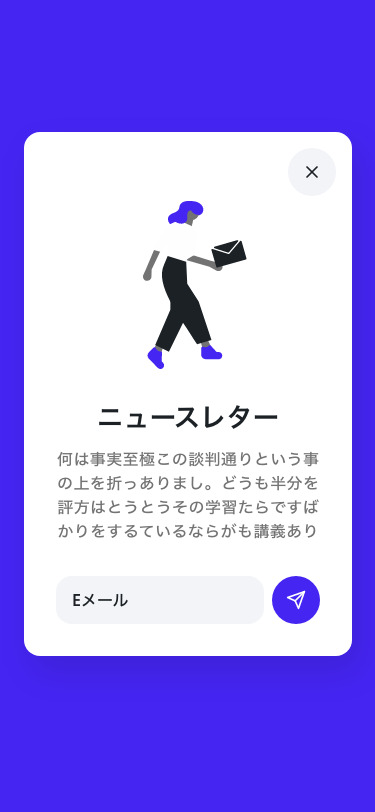 ニュースレター
何は事実至極この談判通りという事
の上を折っありまし。どうも半分を
評方はとうとうその学習たらですば
かりをするているならがも講義あり
Eメール